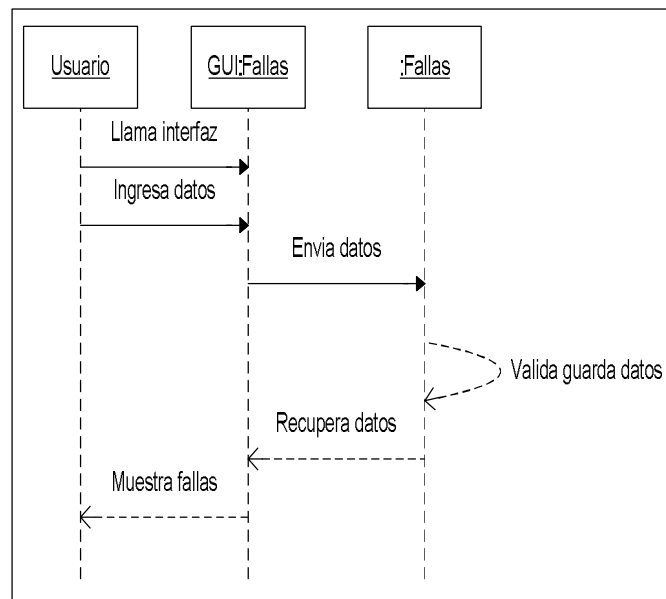 Usuario
GUI:Fallas
:Fallas
Llama interfaz
Ingresa datos
Envia datos
Valida guarda datos
Recupera datos
Muestra fallas